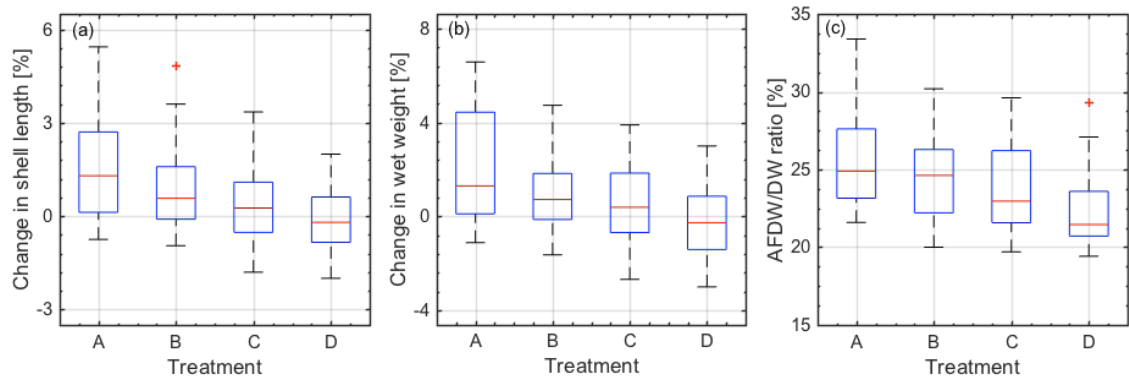 (a)
Change in shell length [%]
6
3
0
-3
A B C D
Treatment
(b)
Change in wet weight [%]
8
4
0
-4
A B C D
Treatment
(c)
AFDW/DW ratio [%]
35
30
25
20
15
A B C D
Treatment